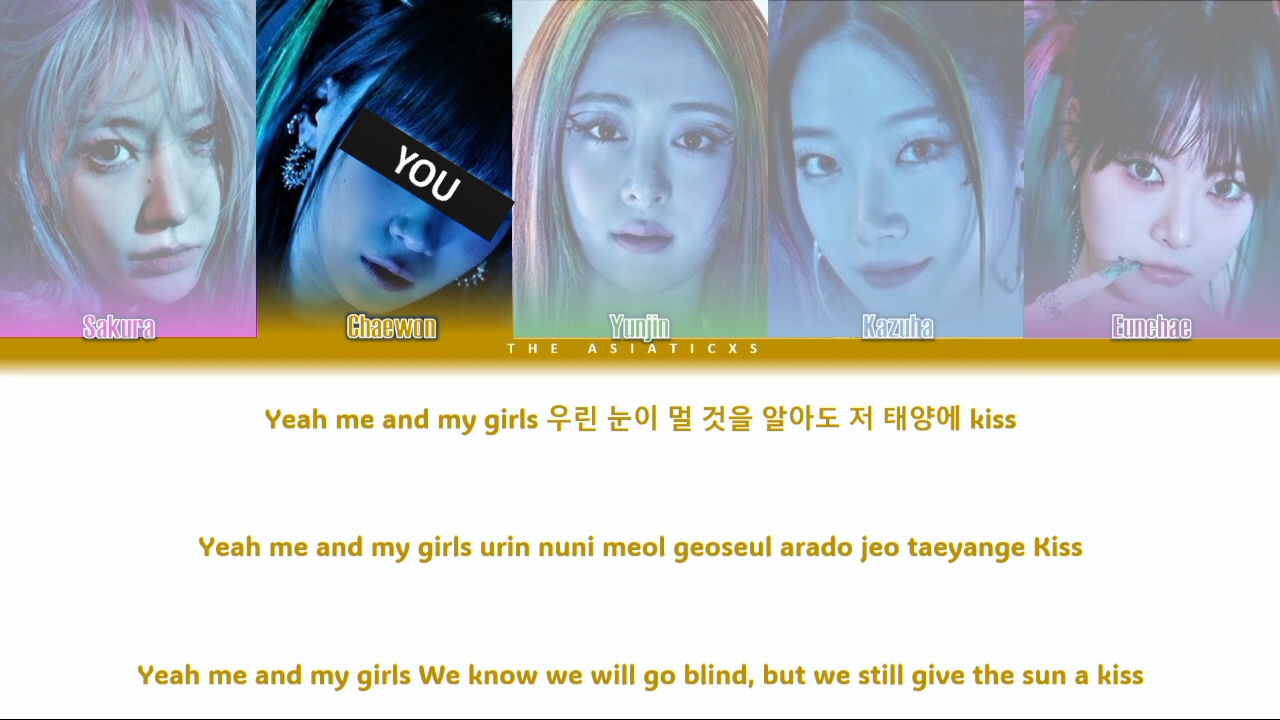 YOU
Sakura
Chaewon
Yunjin
Kazuha
Eunchae
THE ASIATICXS
Yeah me and my girls 우린 눈이 멀 것을 알아도 저 태양에 kiss
Yeah me and my girls urin nuni meol geoseul arado jeo taeyange Kiss
Yeah me and my girls We know we will go blind, but we still give the sun a kiss